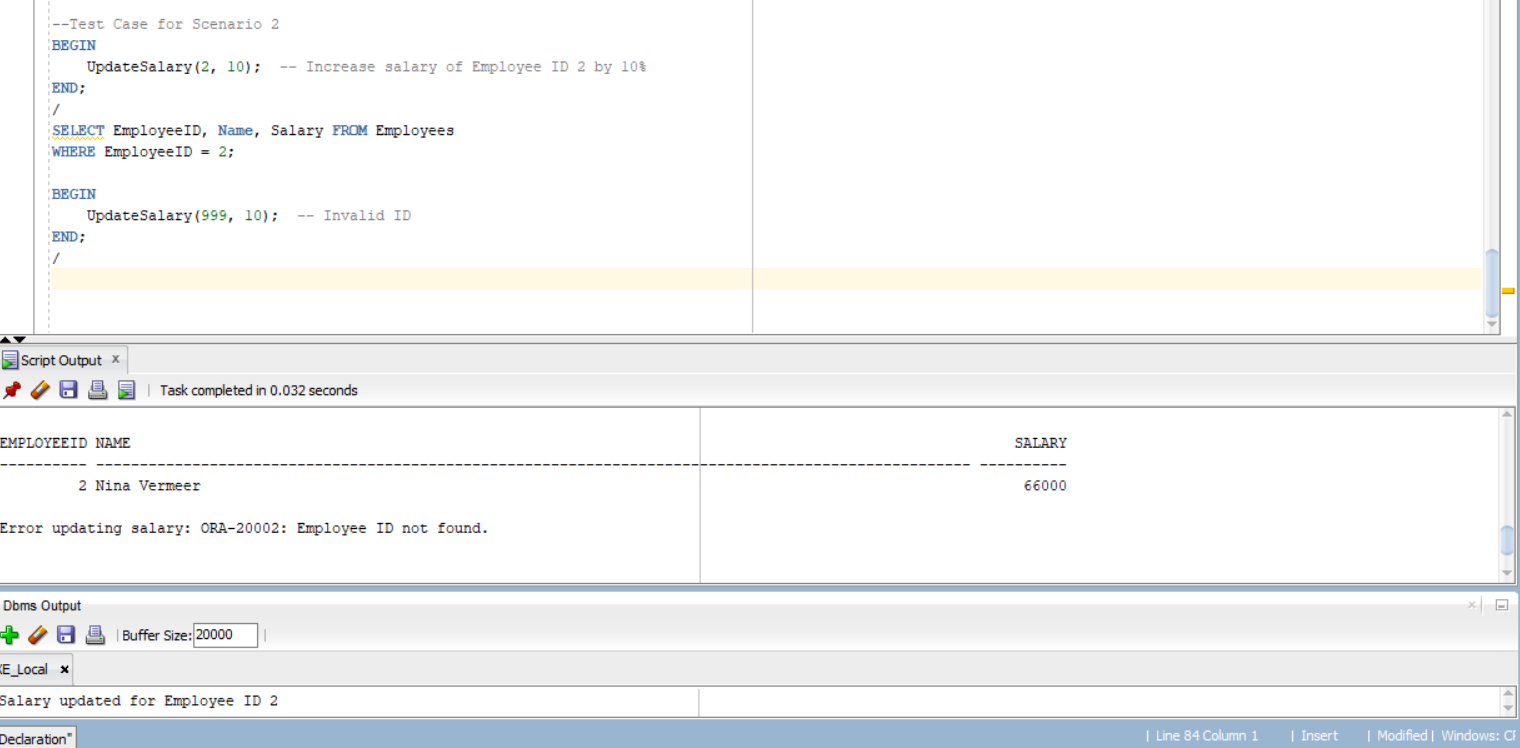 --Test Case for Scenario 2
BEGIN
    UpdateSalary(2, 10);  -- Increase salary of Employee ID 2 by 10%
END;
/
SELECT EmployeeID, Name, Salary FROM Employees
WHERE EmployeeID = 2;
BEGIN
    UpdateSalary(999, 10);  -- Invalid ID
END;
/
Script Output x
Task completed in 0.032 seconds
EMPLOYEEID NAME SALARY
---------- ---------------------------------------------------------------------------------------------------- ----------
2 Nina Vermeer 66000
Error updating salary: ORA-20002: Employee ID not found.
Dbms Output
Buffer Size: 20000
E_Local x
Salary updated for Employee ID 2
Declaration"
| Line 84 Column 1 | Insert | Modified | Windows: CF